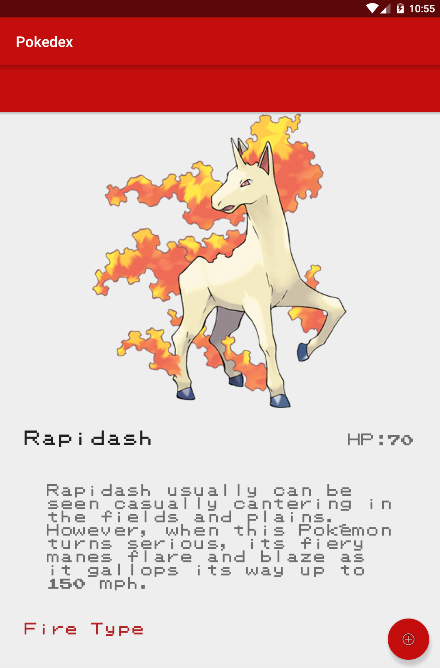 10:55
Pokedex
Rapidash
HP:70
Rapidash usually can be
seen casually cantering in
the fields and plains.
However, when this Pokémon
turns serious, its fiery
manes flare and blaze as
it gallops its way up to
150 mph.
Fire Type